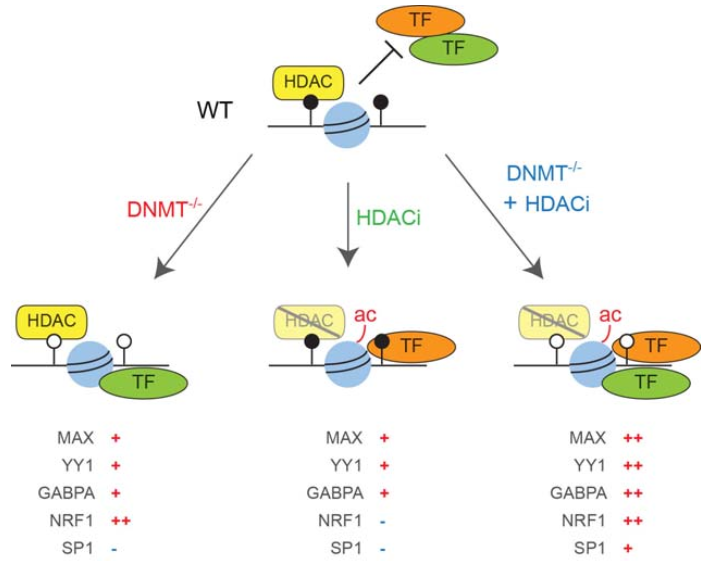 TF
TF
HDAC
WT
DNMT-/-
HDACi
DNMT-/-
+ HDACi
HDAC
TF
HDAC
ac
TF
HDAC
ac
TF
TF
MAX +
YY1 +
GABPA +
NRF1 ++
SP1 -
MAX +
YY1 +
GABPA +
NRF1 -
SP1 -
MAX ++
YY1 ++
GABPA ++
NRF1 ++
SP1 +